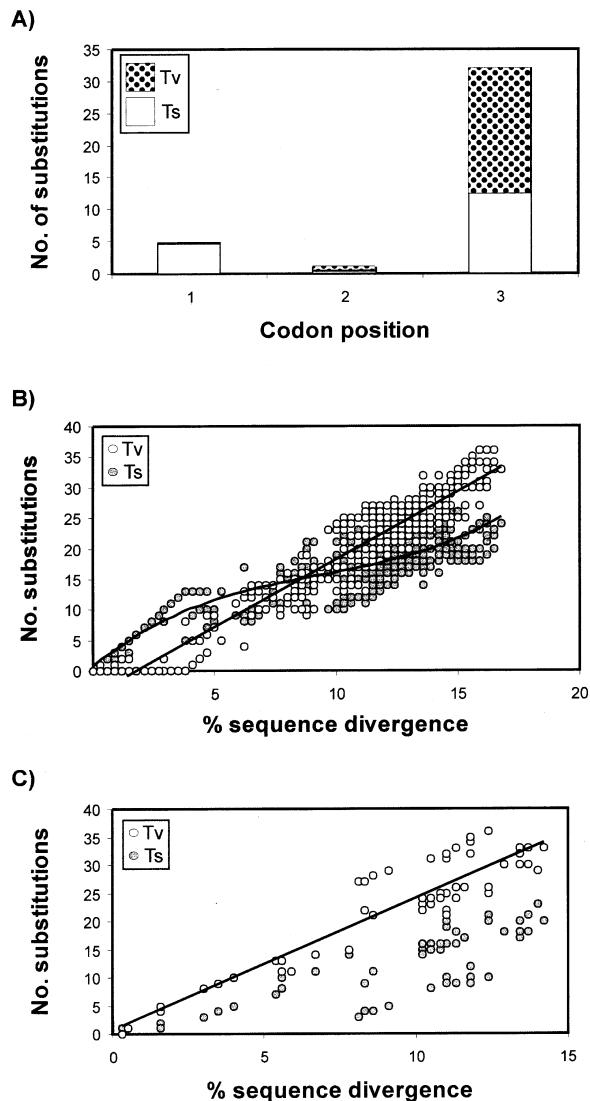 A)
No. of substitutions
35
30
25
20
15
10
5
0
Tv
Ts
1 2 3
Codon position
B)
No. substitutions
40
35
30
25
20
15
10
5
0
Tv
Ts
5 10 15 20
% sequence divergence
C)
No. substitutions
40
35
30
25
20
15
10
5
0
Tv
Ts
0 5 10 15
% sequence divergence